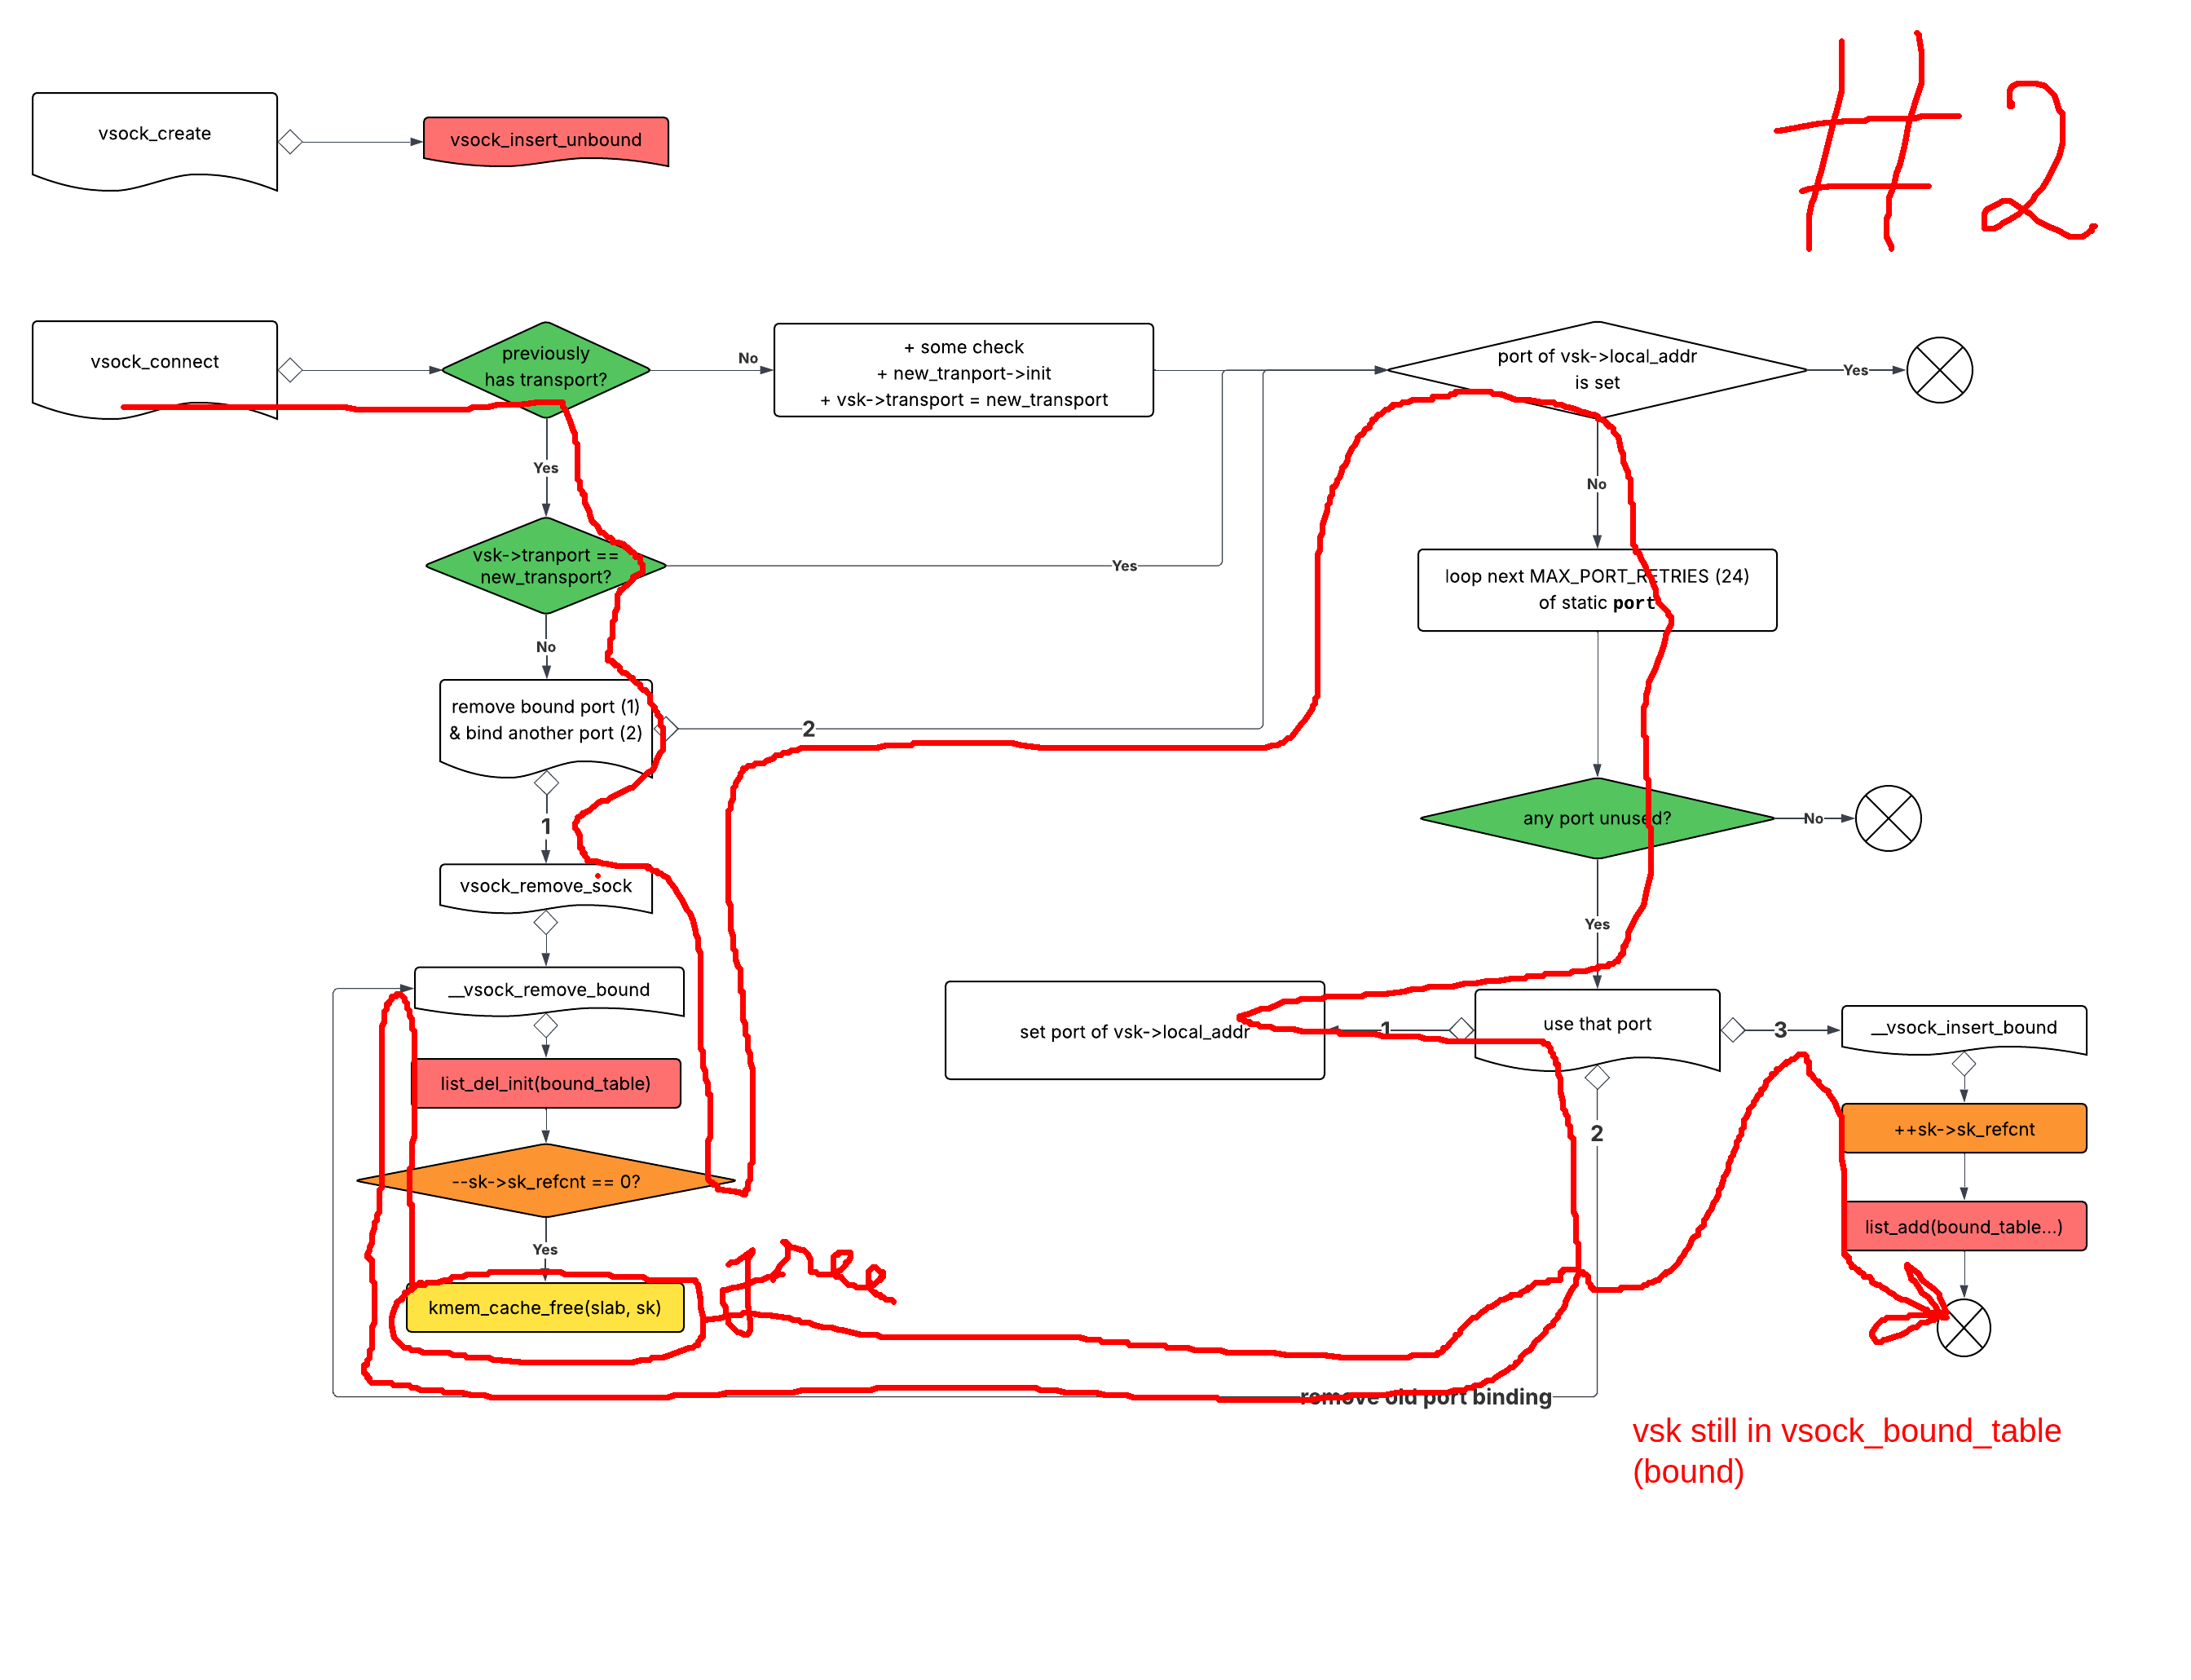 #2
vsock_create
vsock_insert_unbound
vsock_connect
previously
has transport?
No
+ some check
+ new_tranport->init
+ vsk->transport = new_transport
port of vsk->local_addr
is set
Yes
Yes
No
vsk->tranport ==
new_transport?
Yes
loop next MAX_PORT_RETRIES (24)
of static port
No
remove bound port (1)
& bind another port (2)
2
1
any port unused?
No
vsock_remove_sock
Yes
__vsock_remove_bound
set port of vsk->local_addr
1
use that port
3
__vsock_insert_bound
list_del_init(bound_table)
2
++sk->sk_refcnt
--sk->sk_refcnt == 0?
list_add(bound_table...)
Yes
free
kmem_cache_free(slab, sk)
remove old port binding
vsk still in vsock_bound_table
(bound)